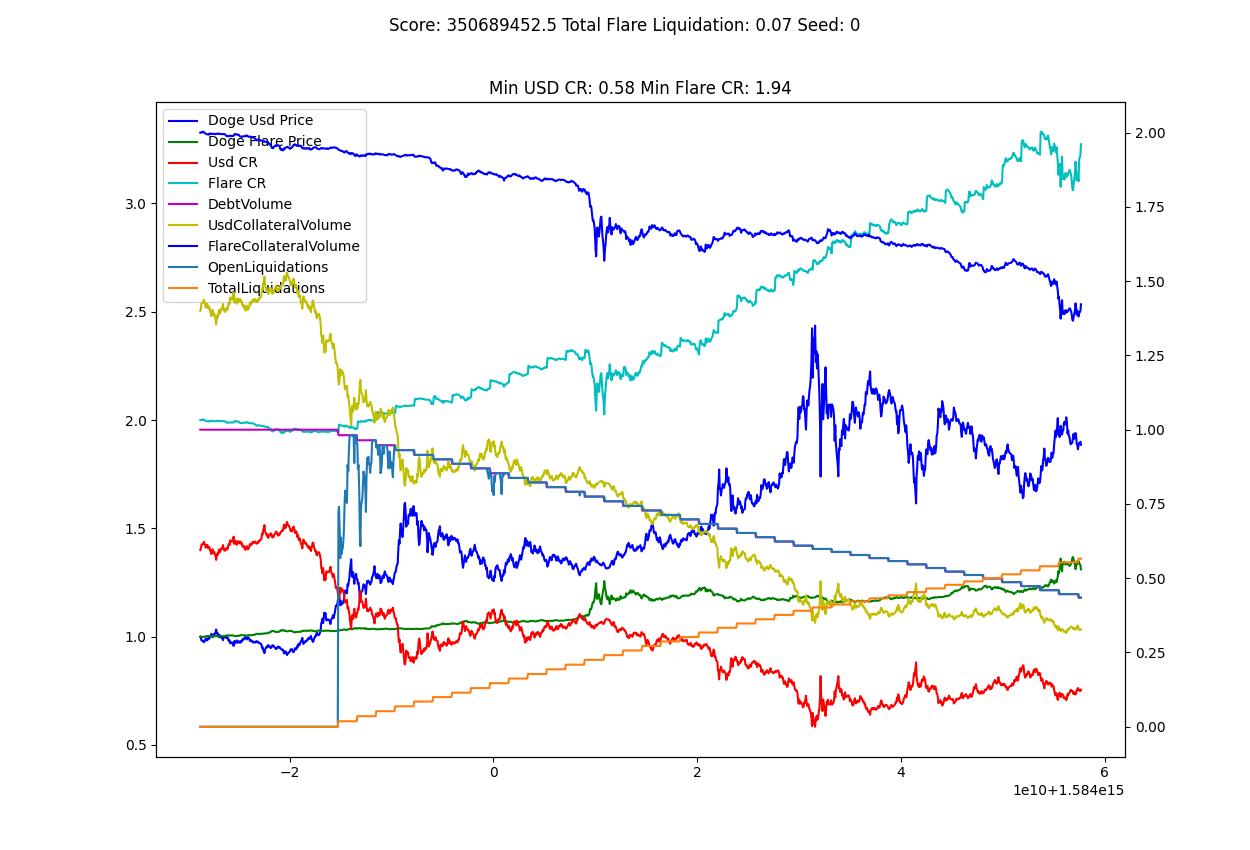 Score: 350689452.5 Total Flare Liquidation: 0.07 Seed: 0
Min USD CR: 0.58 Min Flare CR: 1.94
Doge Usd Price
Doge Flare Price
Usd CR
Flare CR
DebtVolume
UsdCollateralVolume
FlareCollateralVolume
OpenLiquidations
TotalLiquidations
3.0
2.5
2.0
1.5
1.0
0.5
2.00
1.75
1.50
1.25
1.00
0.75
0.50
0.25
0.00
−2 0 2 4 6
1e10+1.584e15